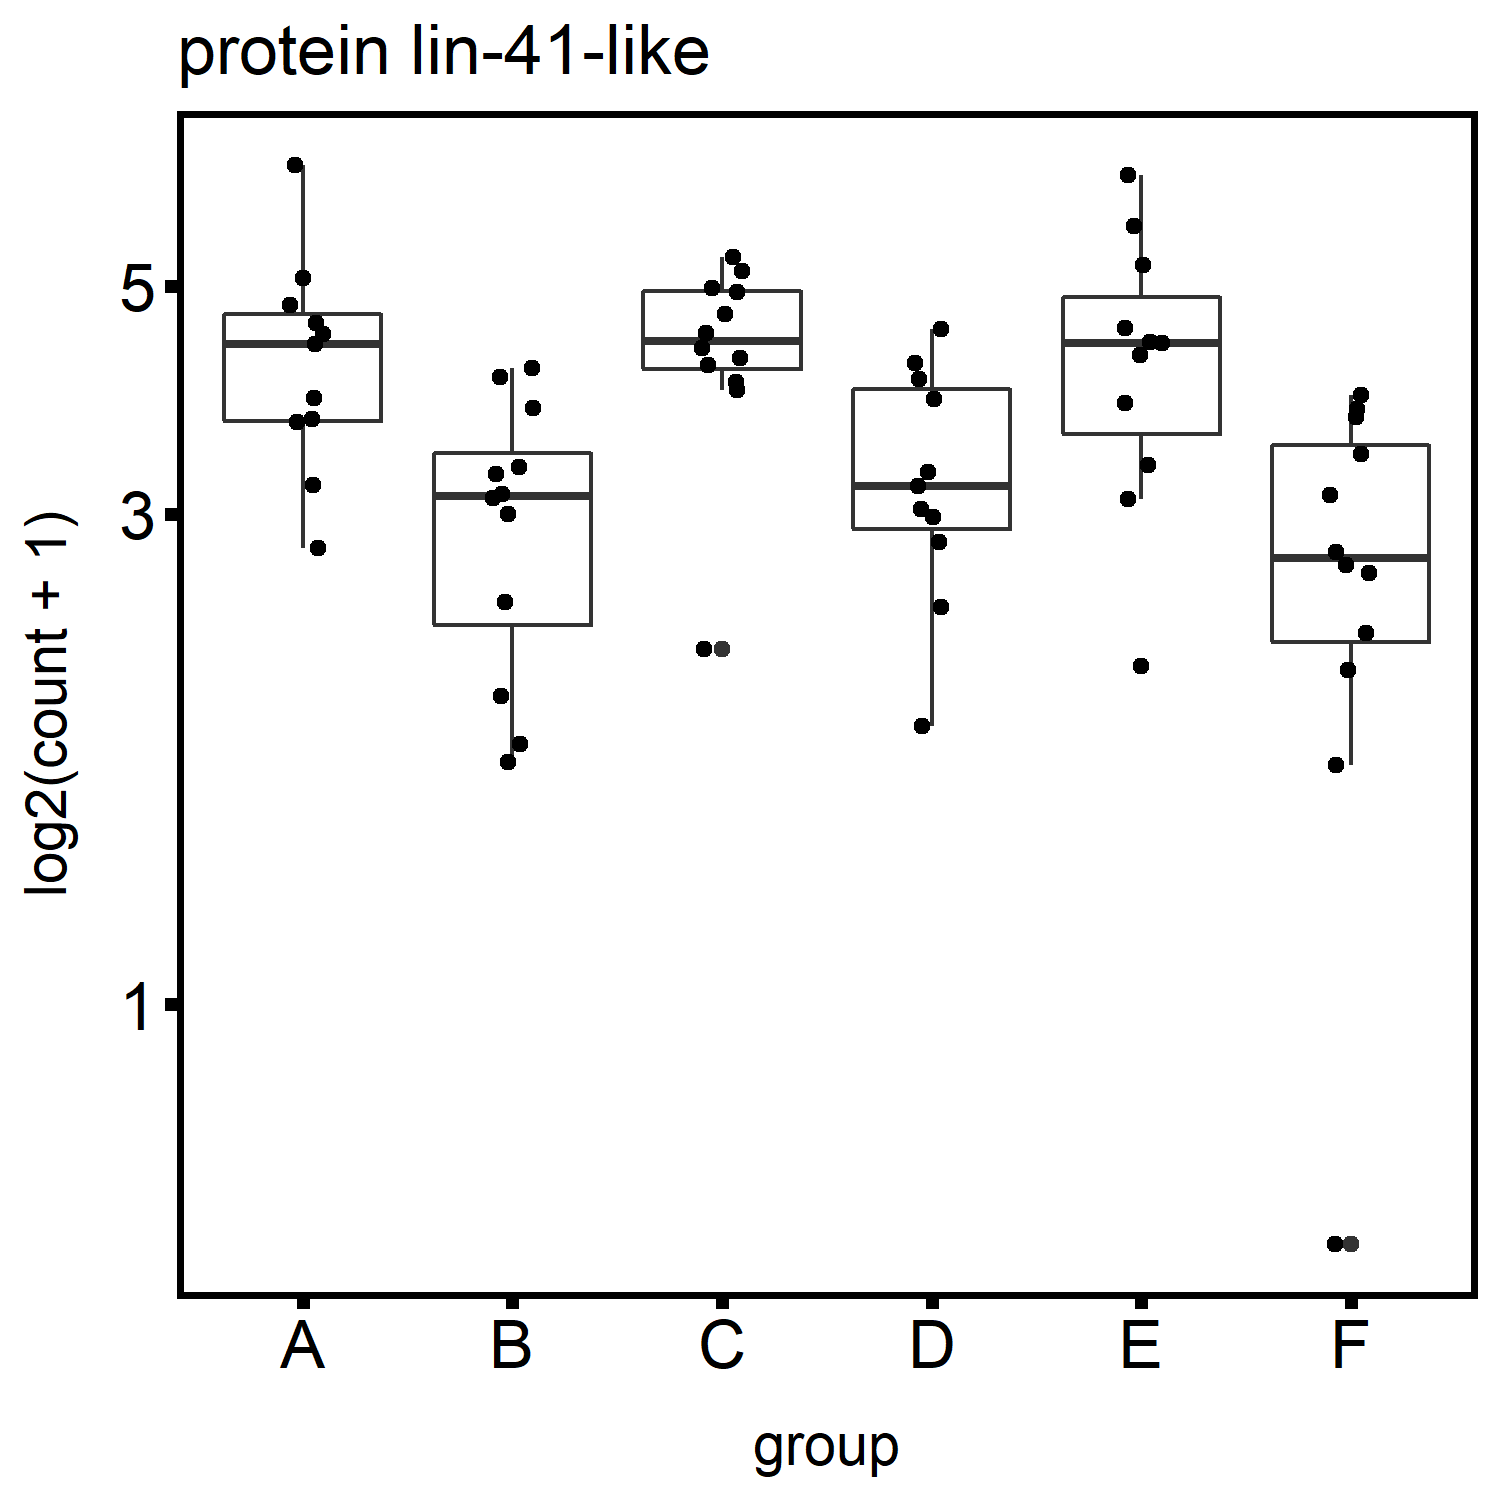 protein lin-41-like
log2(count + 1)
5
3
1
A B C D E F
group